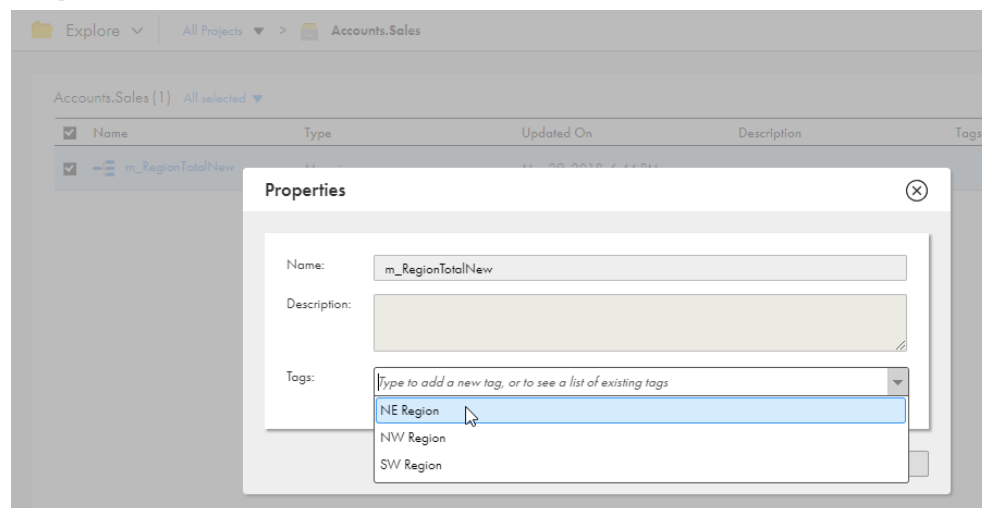 Explore All Projects > Accounts.Sales
Accounts.Sales (1) All selected
Name Type Updated On Description Tags
m_RegionTotalNew
Properties
Name: m_RegionTotalNew
Description:
Tags: Type to add a new tag, or to see a list of existing tags
NE Region
NW Region
SW Region